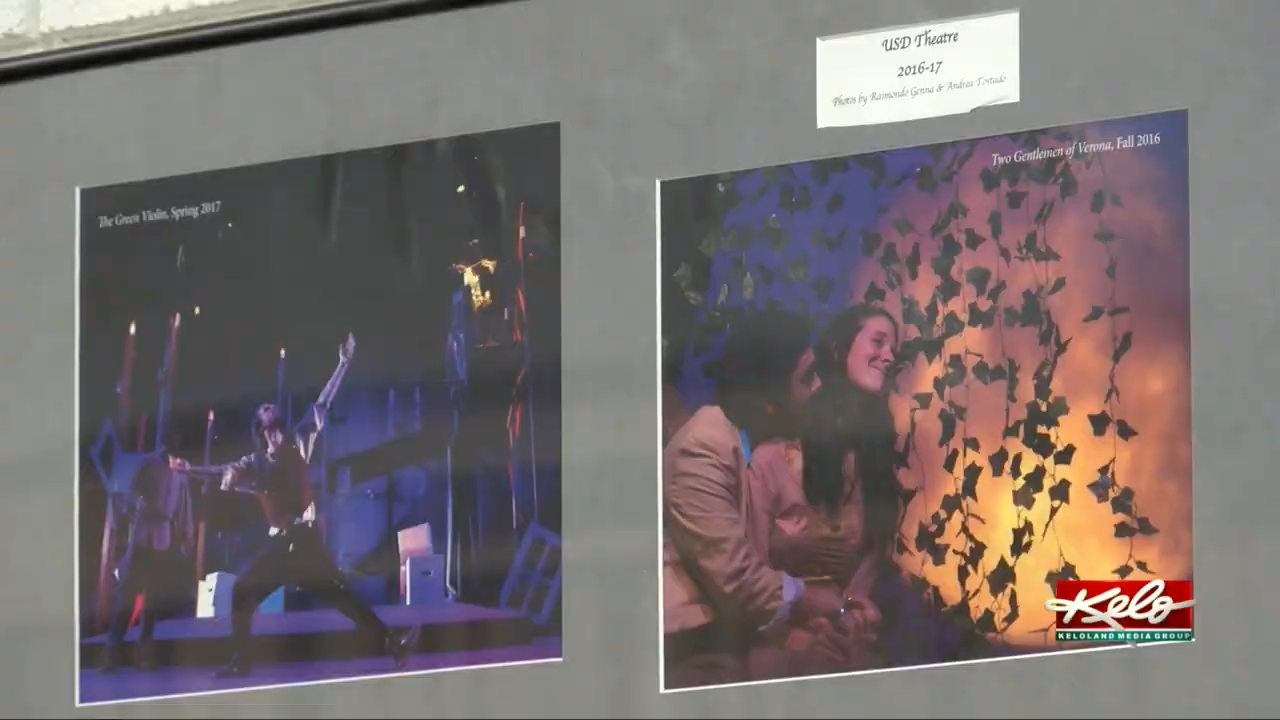 USD Theatre
2016-17
Photos by Raimondo Genna & Andrea Tostado
The Green Violin, Spring 2017
Two Gentlemen of Verona, Fall 2016
Kelo
KELOLAND MEDIA GROUP